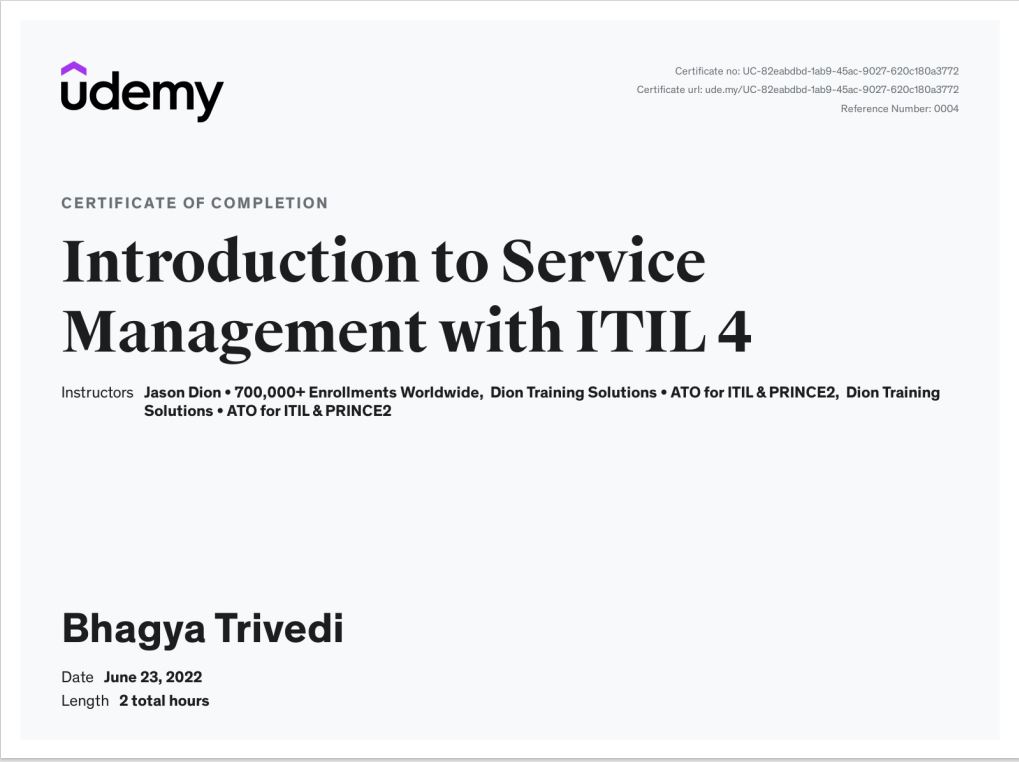 udemy
Certificate no: UC-82eabdbd-1ab9-45ac-9027-620c180a3772
Certificate url: ude.my/UC-82eabdbd-1ab9-45ac-9027-620c180a3772
Reference Number: 0004
CERTIFICATE OF COMPLETION
Introduction to Service
Management with ITIL 4
Instructors Jason Dion • 700,000+ Enrollments Worldwide, Dion Training Solutions • ATO for ITIL & PRINCE2, Dion Training
Solutions • ATO for ITIL & PRINCE2
Bhagya Trivedi
Date June 23, 2022
Length 2 total hours